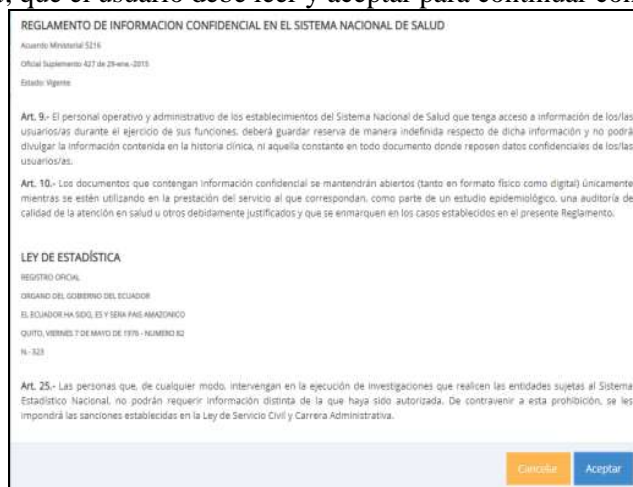 que el usuario debe leer y aceptar para continuar con
REGLAMENTO DE INFORMACION CONFIDENCIAL EN EL SISTEMA NACIONAL DE SALUD
Acuerdo Ministerial 5216
Oficial Suplemento 427 de 29-ene.-2015
Estado: Vigente
Art. 9.- El personal operativo y administrativo de los establecimientos del Sistema Nacional de Salud que tenga acceso a información de los/las
usuarios/as durante el ejercicio de sus funciones, deberá guardar reserva de manera indefinida respecto de dicha información y no podrá
divulgar la información contenida en la historia clínica, ni aquella constante en todo documento donde reposen datos confidenciales de los/las
usuarios/as.
Art. 10.- Los documentos que contengan información confidencial se mantendrán abiertos (tanto en formato físico como digital) únicamente
mientras se estén utilizando en la prestación del servicio al que correspondan, como parte de un estudio epidemiológico, una auditoría de
calidad de la atención en salud u otros debidamente justificados y que se enmarquen en los casos establecidos en el presente Reglamento.
LEY DE ESTADÍSTICA
REGISTRO OFICIAL
ORGANO DEL GOBIERNO DEL ECUADOR
EL ECUADOR HA SIDO, ES Y SERA PAIS AMAZONICO
QUITO, VIERNES 7 DE MAYO DE 1976 - NUMERO 82
N.- 323
Art. 25.- Las personas que, de cualquier modo, intervengan en la ejecución de investigaciones que realicen las entidades sujetas al Sistema
Estadístico Nacional, no podrán requerir información distinta de la que haya sido autorizada. De contravenir a esta prohibición, se les
impondrá las sanciones establecidas en la Ley de Servicio Civil y Carrera Administrativa.
Cancelar Aceptar